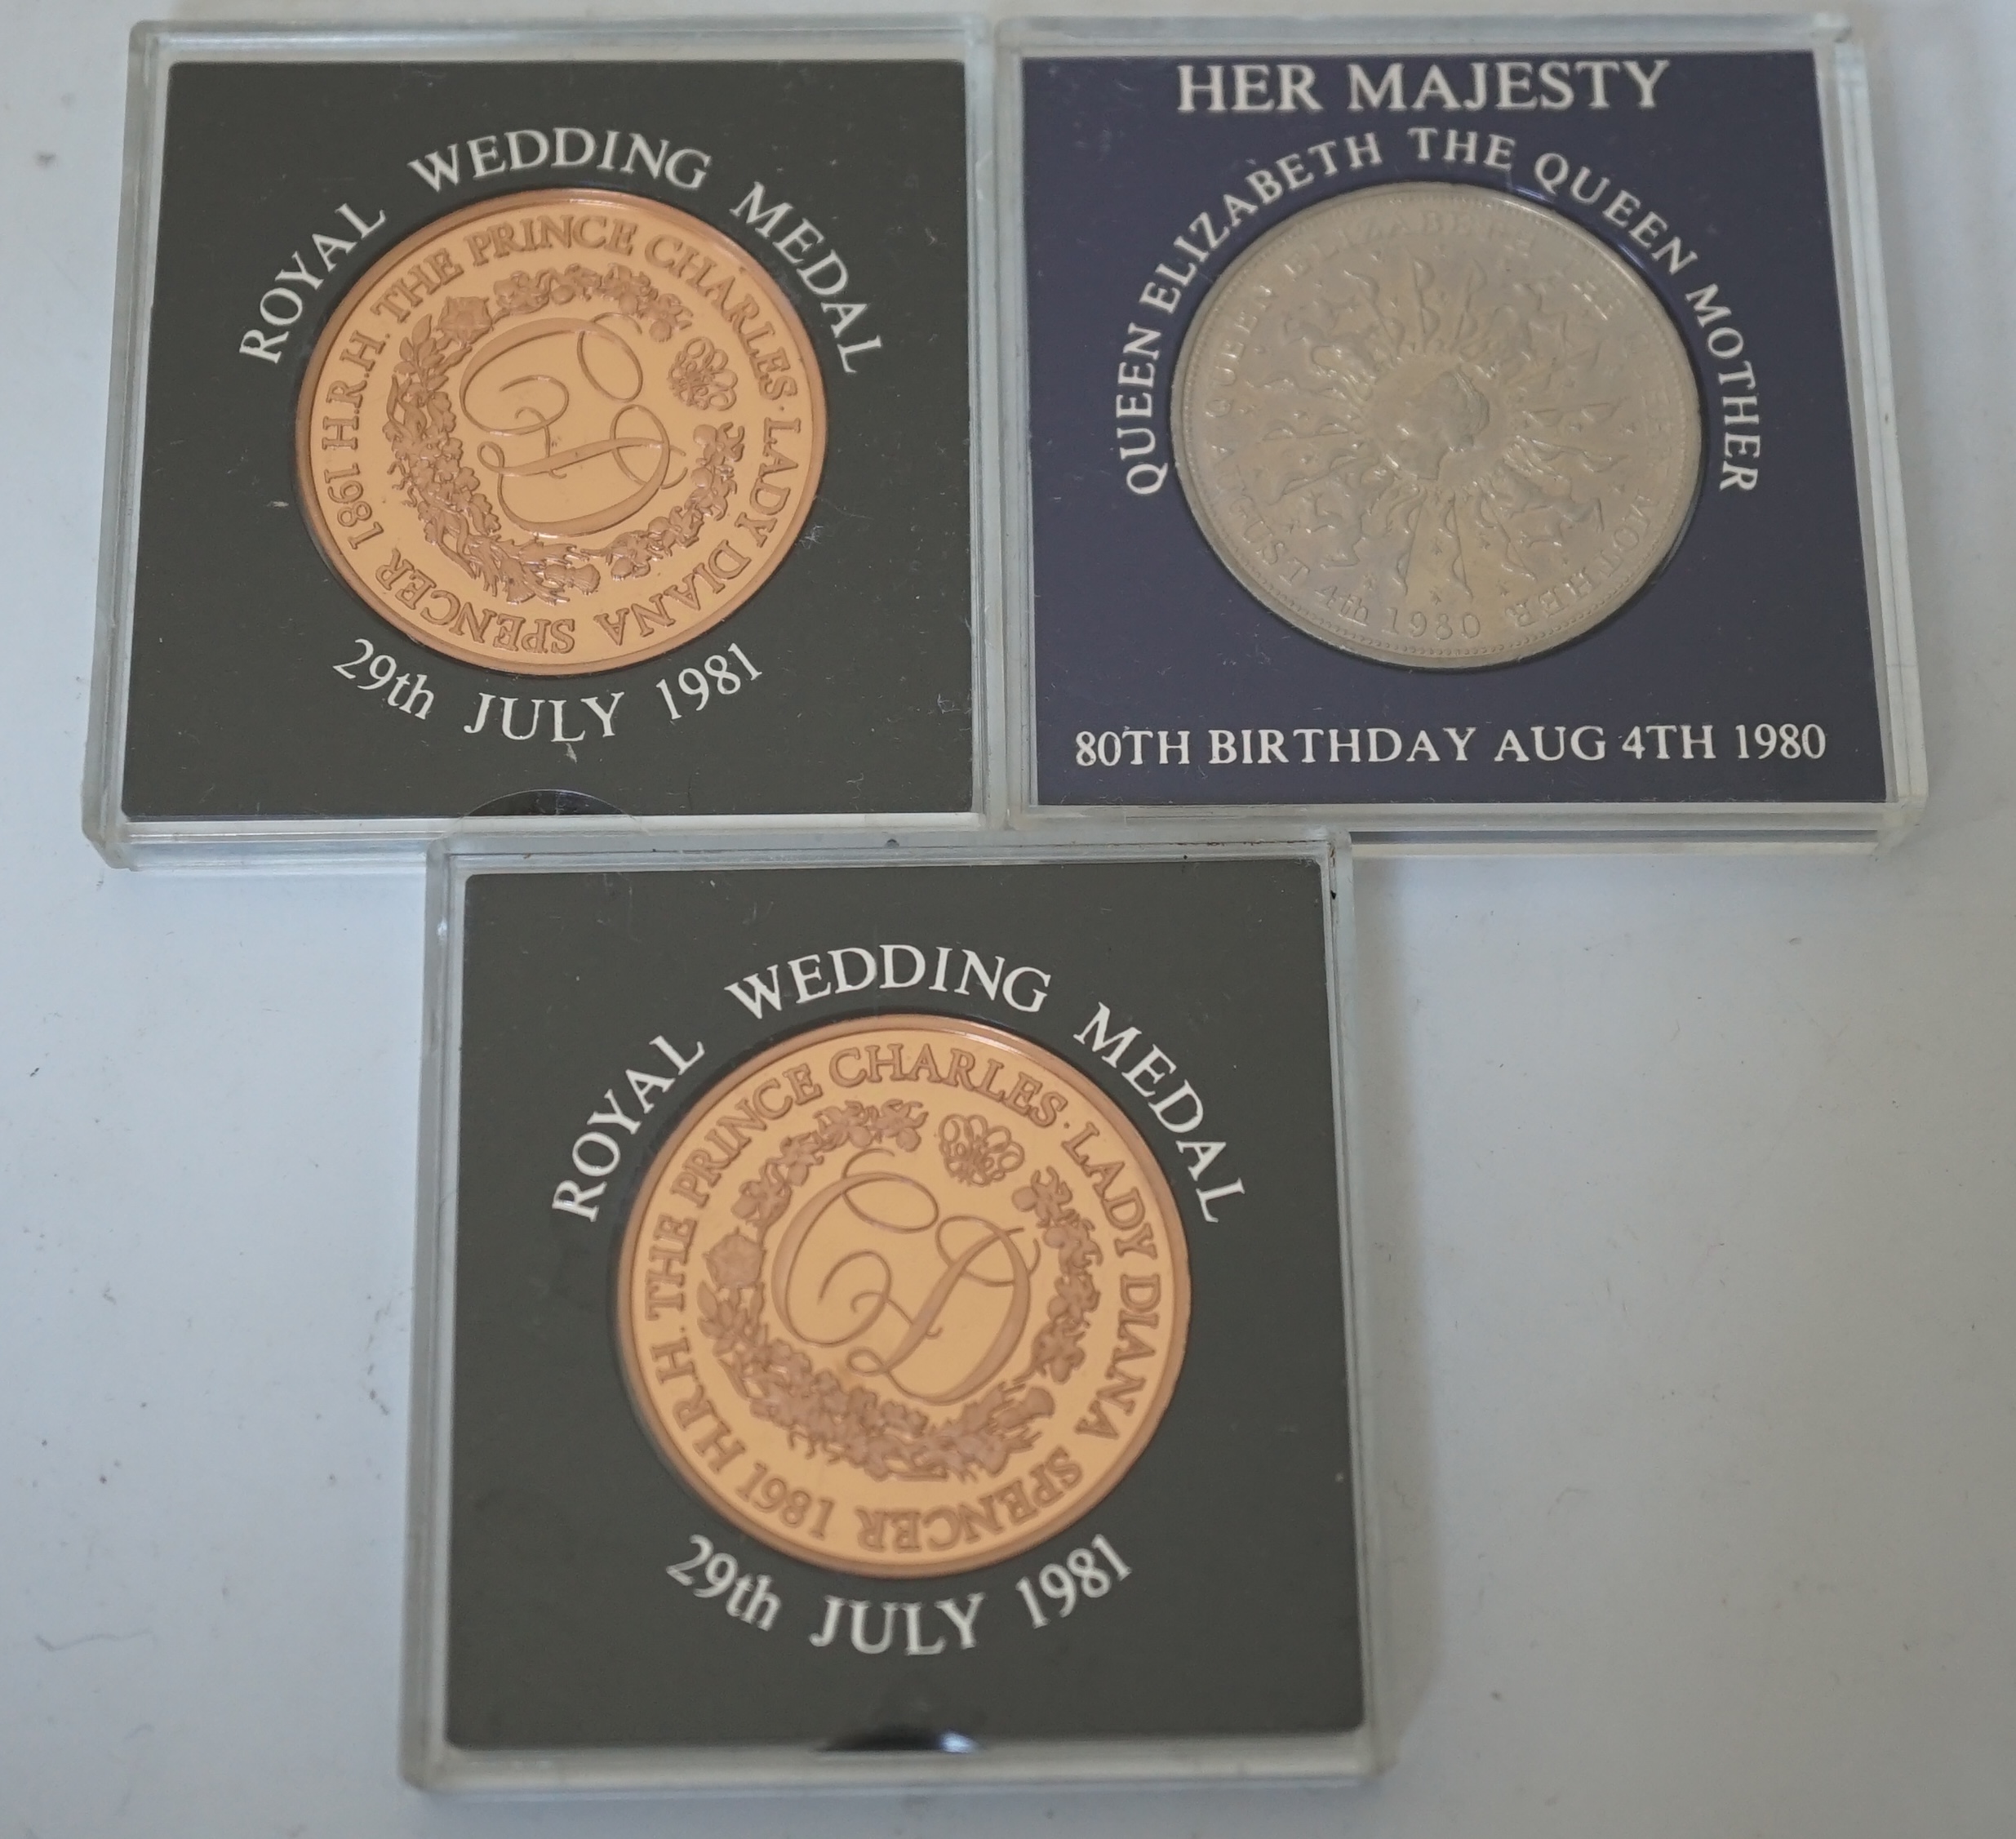 ROYAL WEDDING MEDAL
H.R.H. THE PRINCE CHARLES · LADY DIANA SPENCER 1981
29th JULY 1981
HER MAJESTY
QUEEN ELIZABETH THE QUEEN MOTHER
QUEEN ELIZABETH THE QUEEN MOTHER
AUGUST 4th 1980
80TH BIRTHDAY AUG 4TH 1980
ROYAL WEDDING MEDAL
H.R.H. THE PRINCE CHARLES · LADY DIANA SPENCER 1981
CD
29th JULY 1981